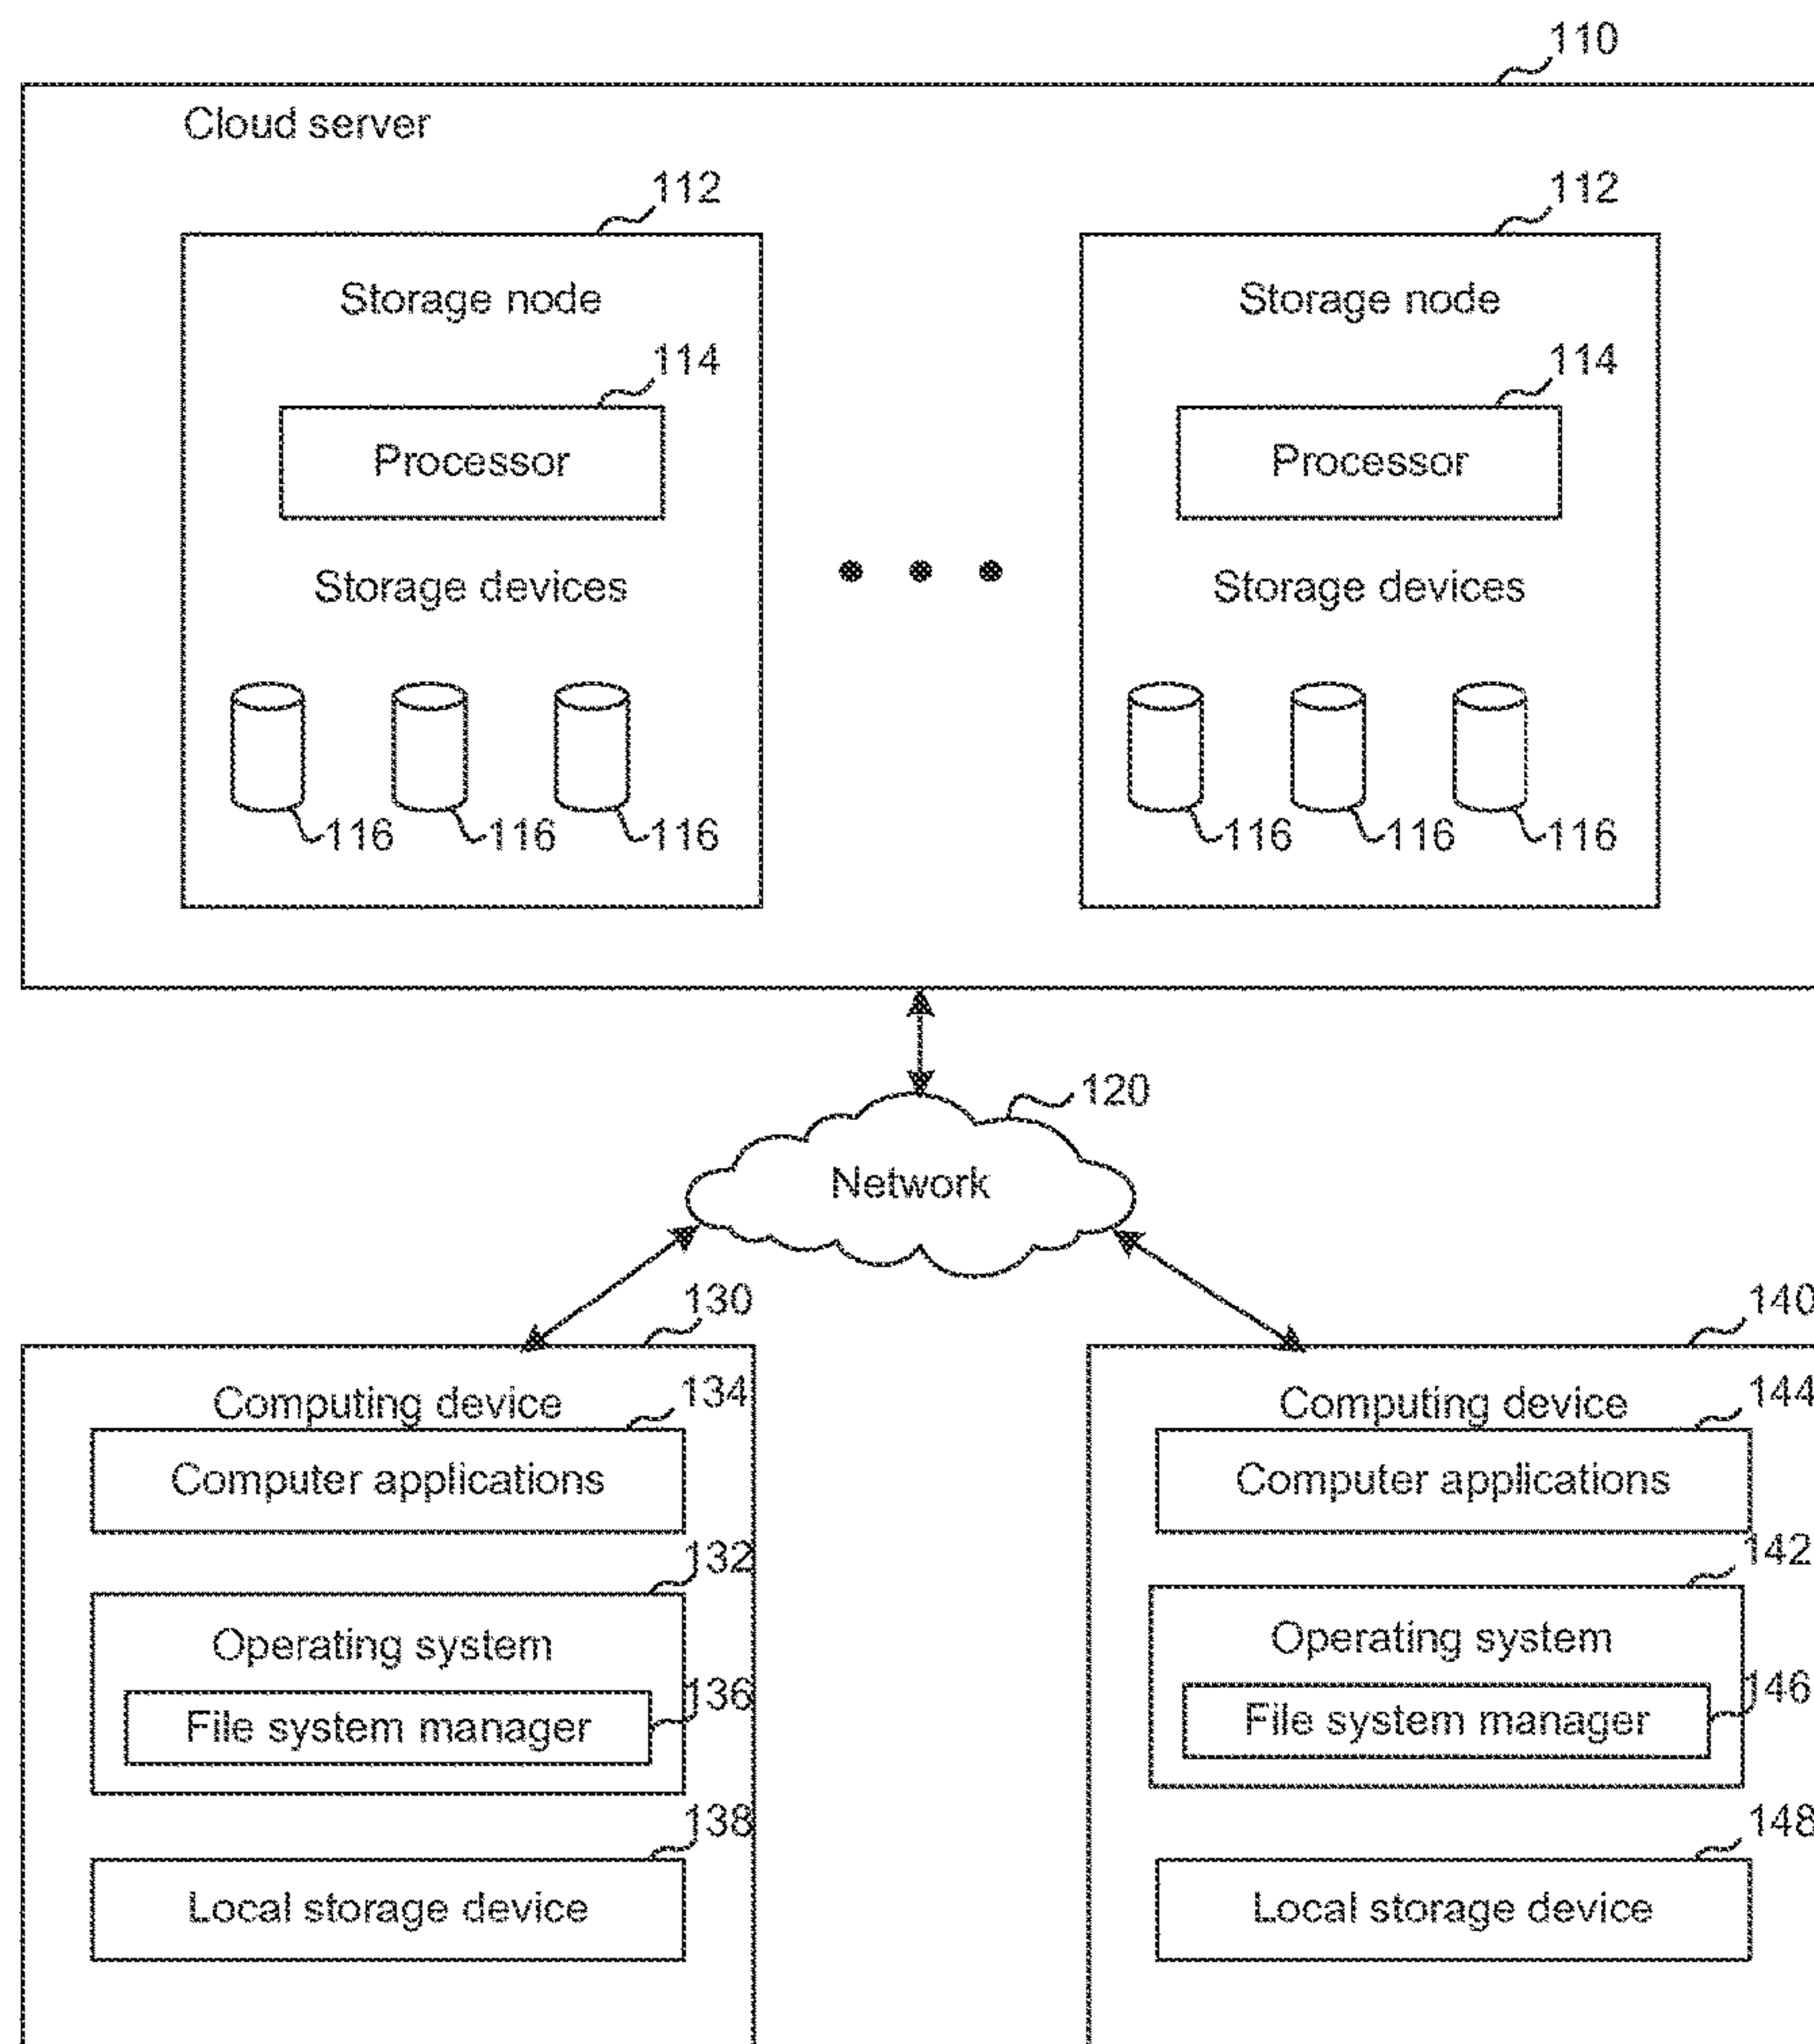 110
Cloud server
112 112
Storage node Storage node
114 114
Processor Processor
Storage devices Storage devices
116 116 116 116 116 116
120
Network
130 140
Computing device 134 Computing device 144
Computer applications Computer applications
132 142
Operating system Operating system
136 146
File system manager File system manager
138 148
Local storage device Local storage device